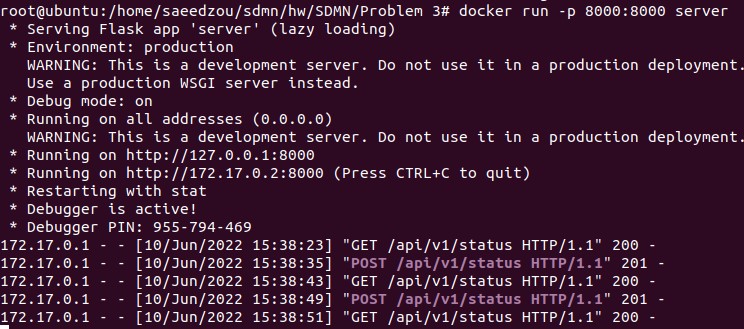 root@ubuntu:/home/saeedzou/sdmn/hw/SDMN/Problem 3# docker run -p 8000:8000 server
 * Serving Flask app 'server' (lazy loading)
 * Environment: production
   WARNING: This is a development server. Do not use it in a production deployment.
   Use a production WSGI server instead.
 * Debug mode: on
 * Running on all addresses (0.0.0.0)
   WARNING: This is a development server. Do not use it in a production deployment.
 * Running on http://127.0.0.1:8000
 * Running on http://172.17.0.2:8000 (Press CTRL+C to quit)
 * Restarting with stat
 * Debugger is active!
 * Debugger PIN: 955-794-469
172.17.0.1 - - [10/Jun/2022 15:38:23] "GET /api/v1/status HTTP/1.1" 200 -
172.17.0.1 - - [10/Jun/2022 15:38:35] "POST /api/v1/status HTTP/1.1" 201 -
172.17.0.1 - - [10/Jun/2022 15:38:43] "GET /api/v1/status HTTP/1.1" 200 -
172.17.0.1 - - [10/Jun/2022 15:38:49] "POST /api/v1/status HTTP/1.1" 201 -
172.17.0.1 - - [10/Jun/2022 15:38:51] "GET /api/v1/status HTTP/1.1" 200 -